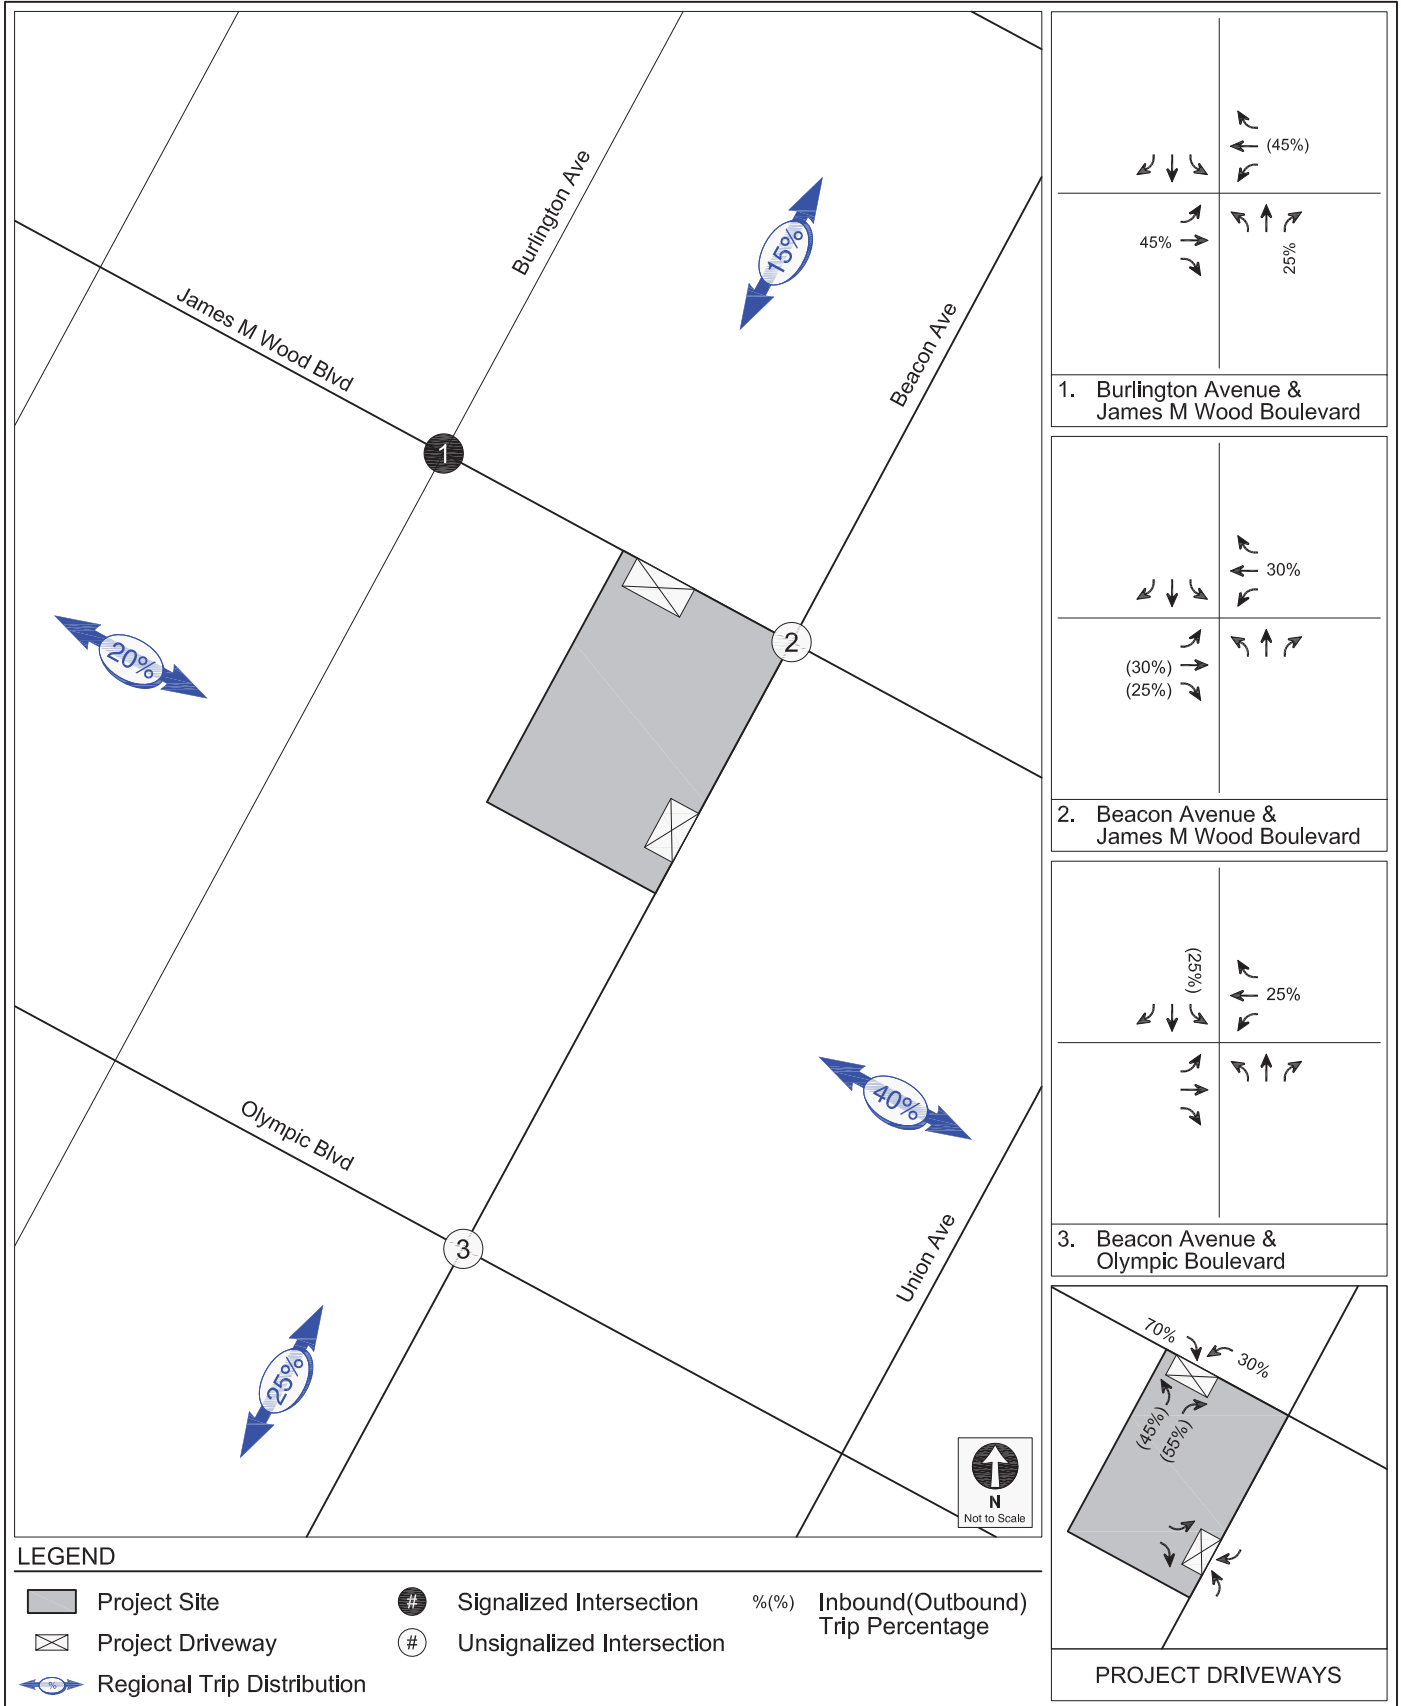 Burlington Ave
15%
James M Wood Blvd
Beacon Ave
1
2
20%
40%
Olympic Blvd
3
Union Ave
25%
N
Not to Scale
(45%)
45%
25%
1. Burlington Avenue &
James M Wood Boulevard
30%
(30%)
(25%)
2. Beacon Avenue &
James M Wood Boulevard
(25%)
25%
3. Beacon Avenue &
Olympic Boulevard
70%
30%
(45%)
(55%)
PROJECT DRIVEWAYS
LEGEND
Project Site
# Signalized Intersection
%(%) Inbound(Outbound)
Trip Percentage
Project Driveway
# Unsignalized Intersection
% Regional Trip Distribution